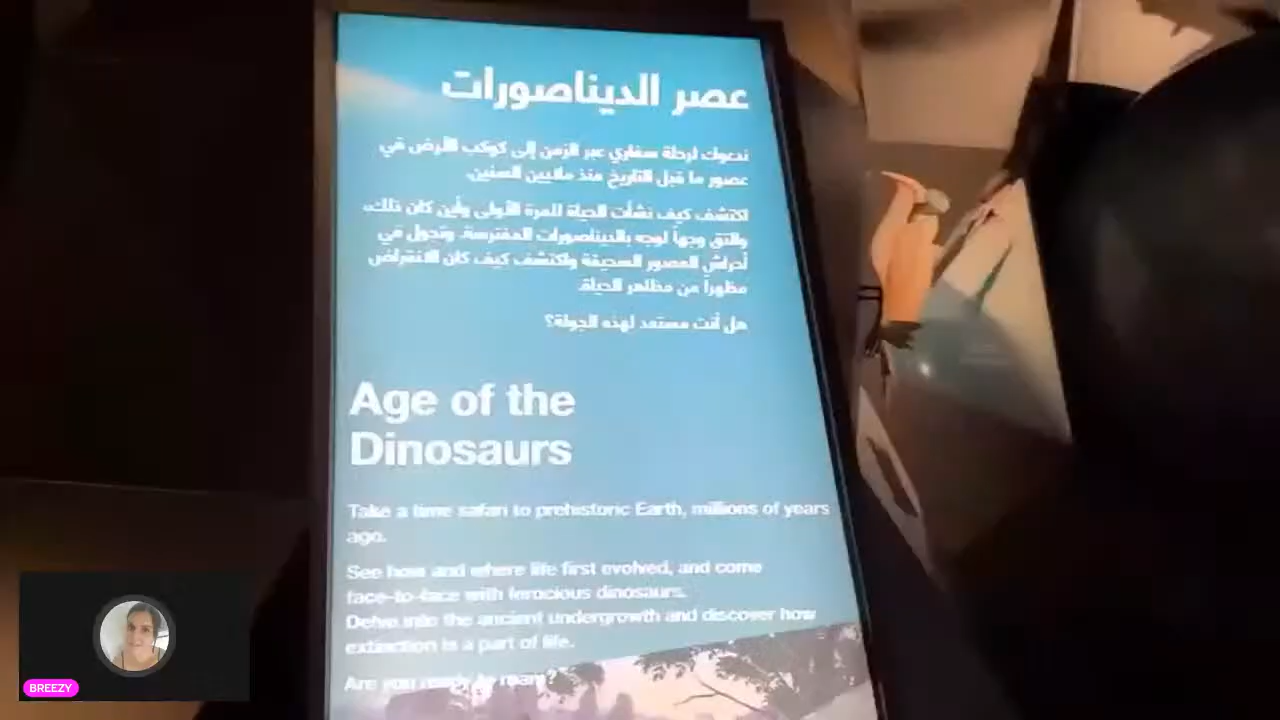 عصر الديناصورات
ندعوك لرحلة سفاري عبر الزمن إلى كوكب الأرض في
عصور ما قبل التاريخ منذ ملايين السنين.
اكتشف كيف نشأت الحياة للمرة الأولى وأين كان ذلك،
والتق وجهاً لوجه بالديناصورات المفترسة. وتجول في
أحراش العصور السحيقة واكتشف كيف كان الانقراض
مظهراً من مظاهر الحياة.
هل أنت مستعد لهذه الجولة؟
Age of the
Dinosaurs
Take a time safari to prehistoric Earth, millions of years
ago.
See how and where life first evolved, and come
face-to-face with ferocious dinosaurs.
Delve into the ancient undergrowth and discover how
extinction is a part of life.
Are you ready to roam?
BREEZY